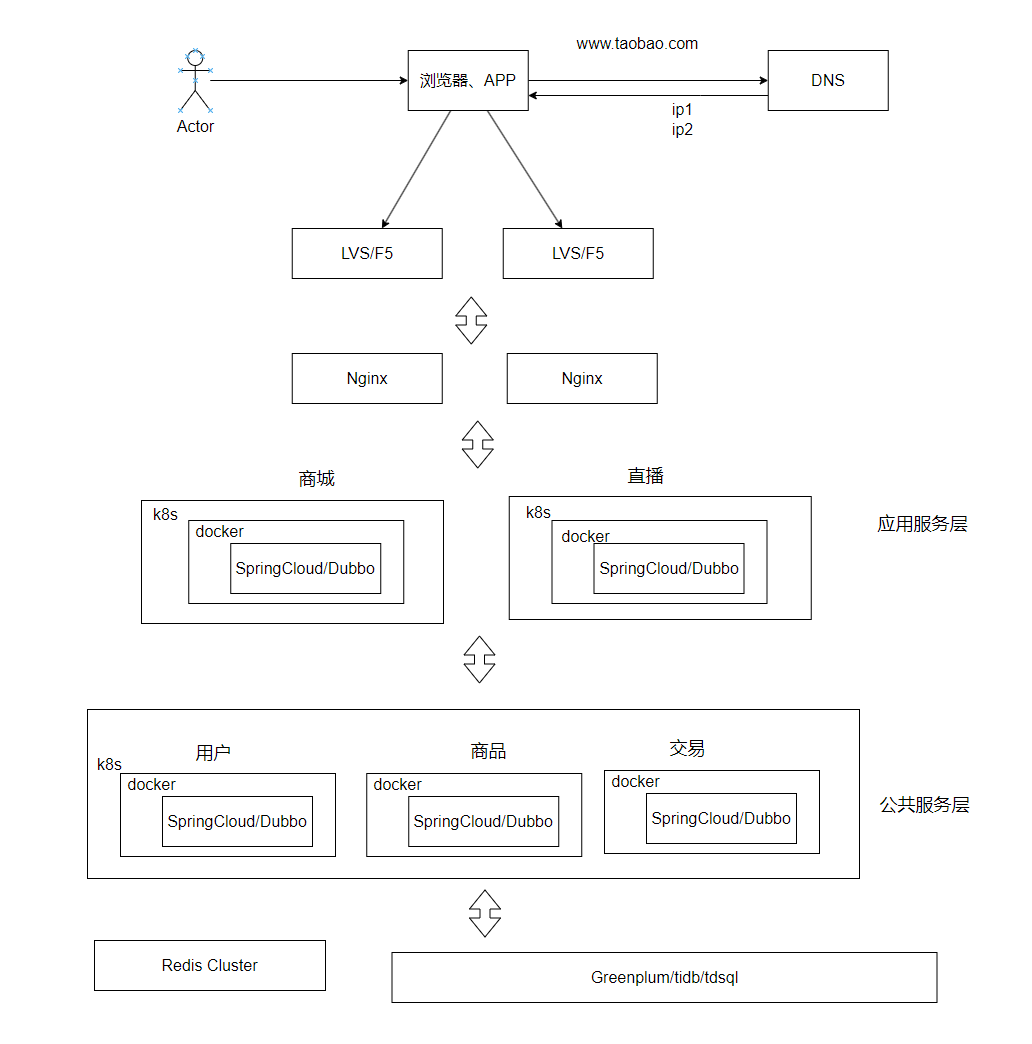 www.taobao.com
浏览器、APP
DNS
ip1
ip2
Actor
LVS/F5
LVS/F5
Nginx
Nginx
商城
直播
k8s
docker
SpringCloud/Dubbo
k8s
docker
SpringCloud/Dubbo
应用服务层
k8s
用户
docker
SpringCloud/Dubbo
商品
docker
SpringCloud/Dubbo
交易
docker
SpringCloud/Dubbo
公共服务层
Redis Cluster
Greenplum/tidb/tdsql